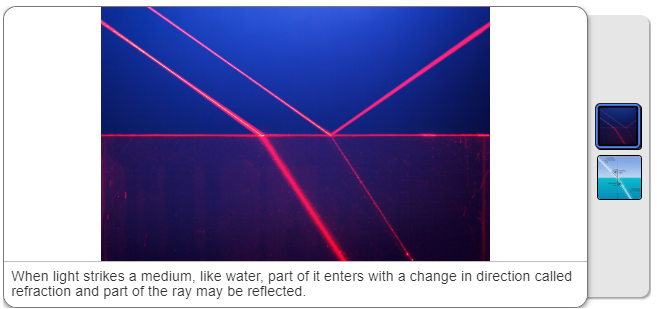 When light strikes a medium, like water, part of it enters with a change in direction called
refraction and part of the ray may be reflected.